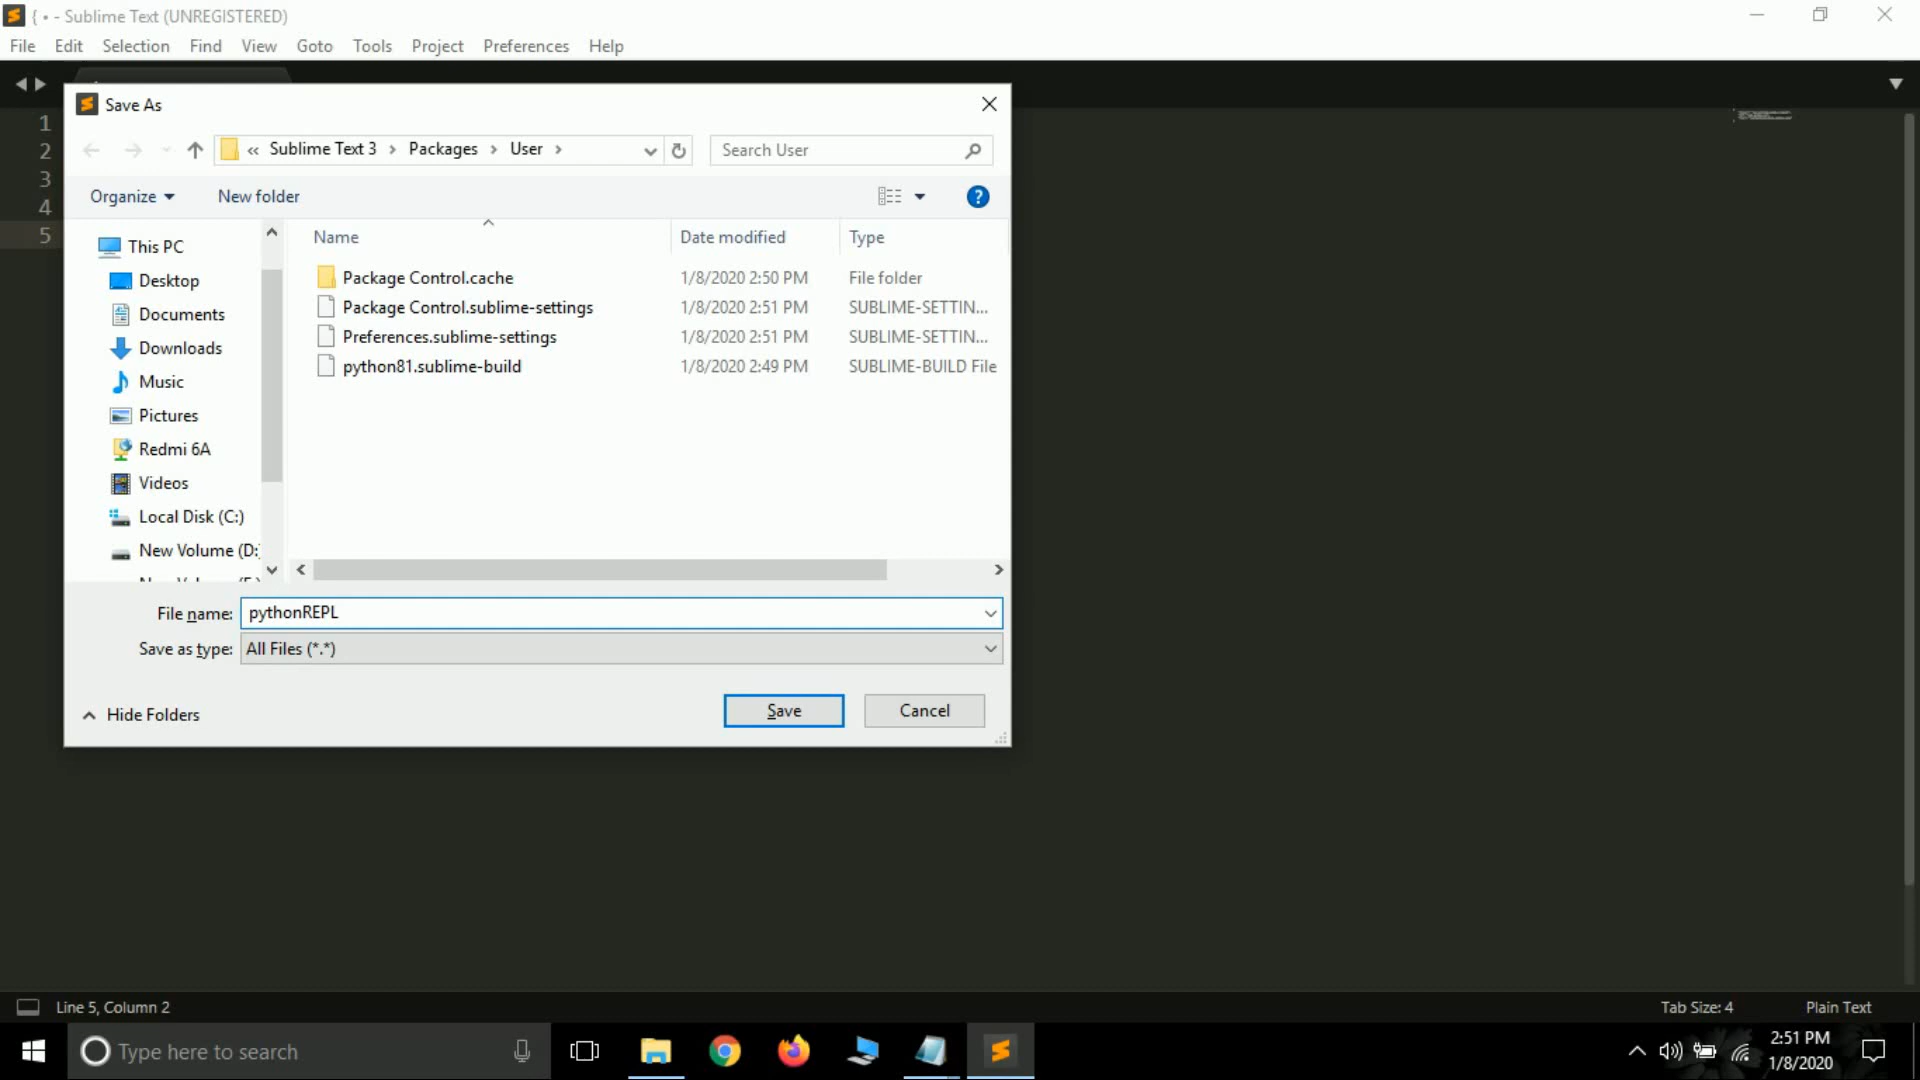 { • - Sublime Text (UNREGISTERED)
File Edit Selection Find View Goto Tools Project Preferences Help
Save As
« Sublime Text 3 › Packages › User ›
Search User
Organize New folder
Name Date modified Type
This PC
Desktop
Documents
Downloads
Music
Pictures
Redmi 6A
Videos
Local Disk (C:)
New Volume (D:
Package Control.cache 1/8/2020 2:50 PM File folder
Package Control.sublime-settings 1/8/2020 2:51 PM SUBLIME-SETTIN...
Preferences.sublime-settings 1/8/2020 2:51 PM SUBLIME-SETTIN...
python81.sublime-build 1/8/2020 2:49 PM SUBLIME-BUILD File
File name: pythonREPL
Save as type: All Files (*.*)
Hide Folders
Save Cancel
1
2
3
4
5
Line 5, Column 2
Tab Size: 4 Plain Text
Type here to search
2:51 PM
1/8/2020